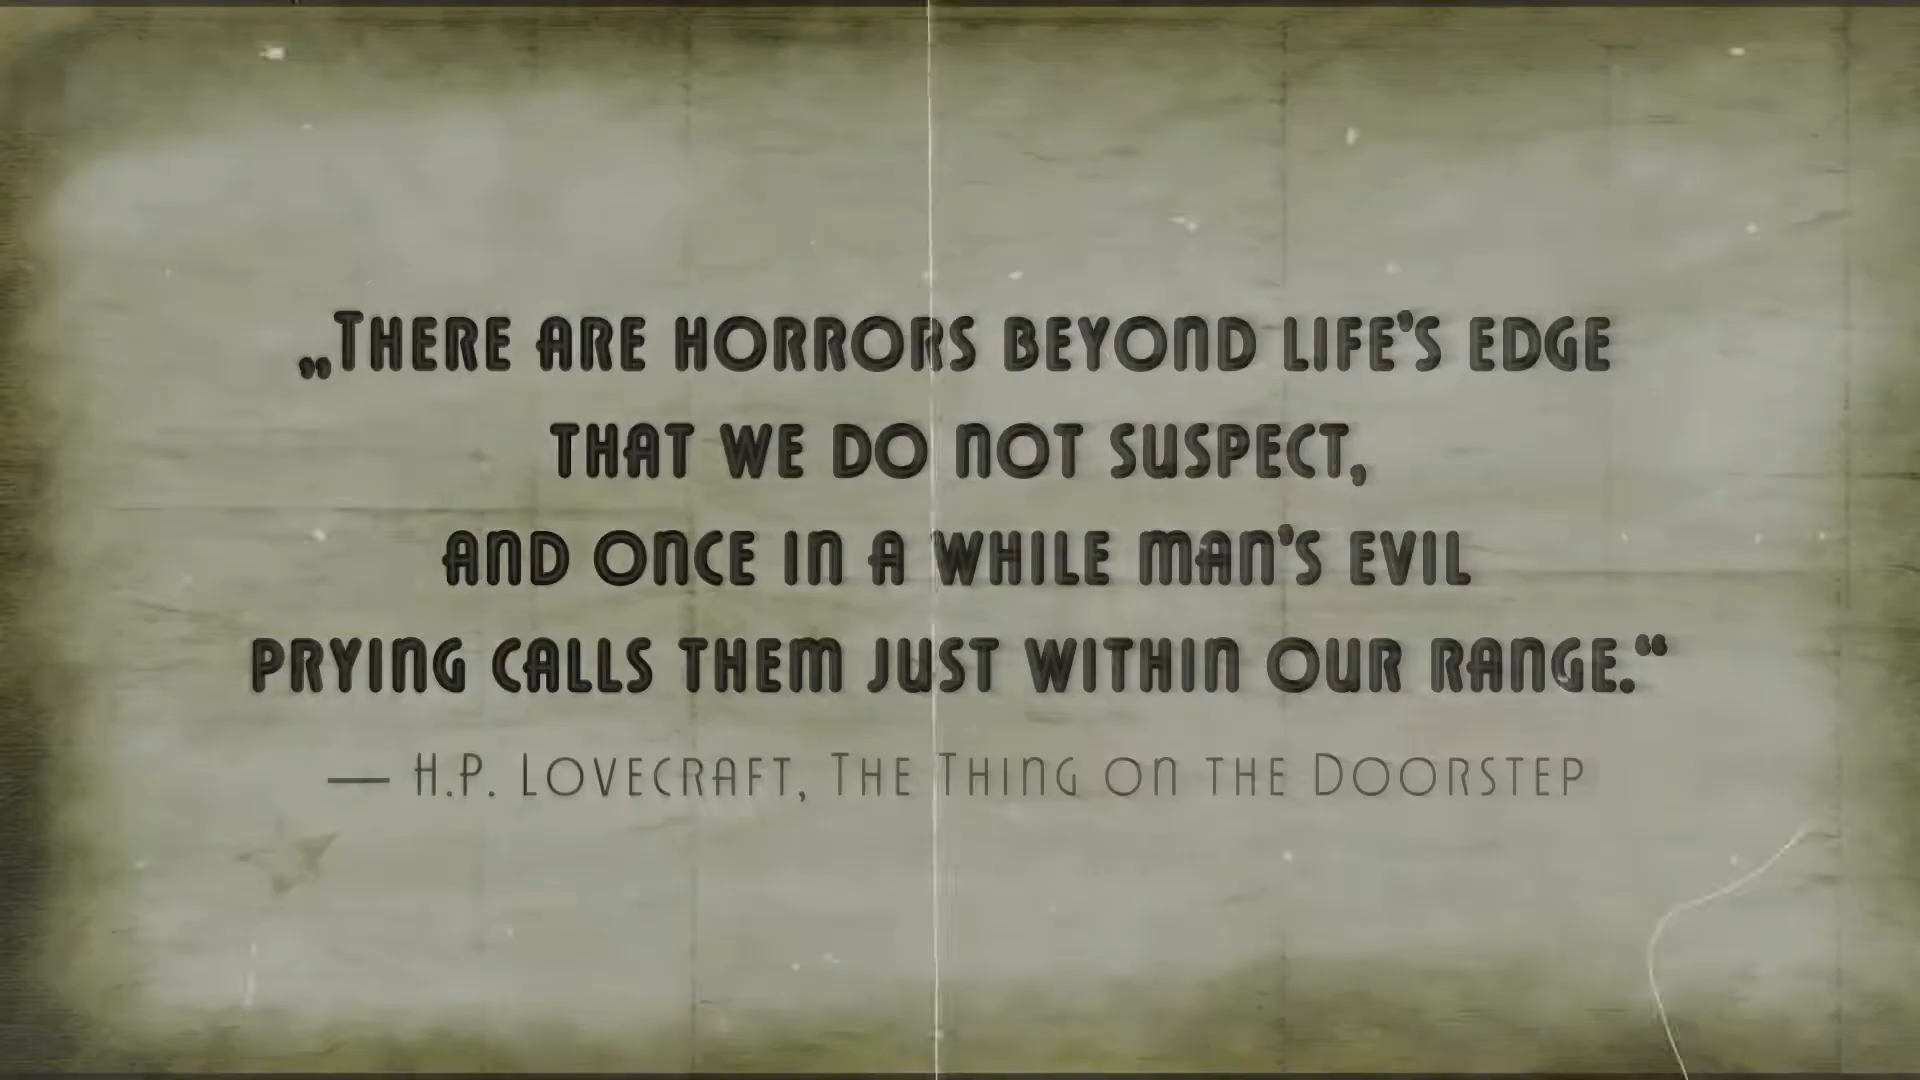 „There are horrors beyond life's edge
that we do not suspect,
and once in a while man's evil
prying calls them just within our range.“
— H.P. Lovecraft, The Thing on the Doorstep